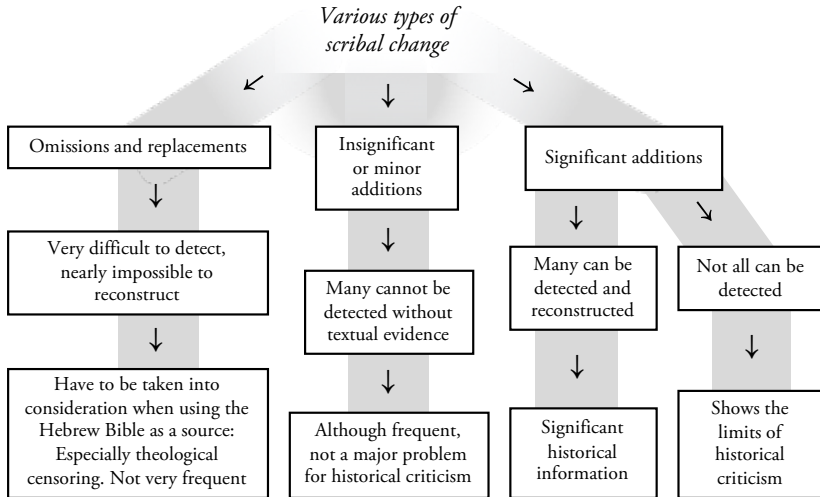 Various types of
scribal change
Omissions and replacements
Insignificant
or minor
additions
Significant additions
Very difficult to detect,
nearly impossible to
reconstruct
Many cannot be
detected without
textual evidence
Many can be
detected and
reconstructed
Not all can be
detected
Have to be taken into
consideration when using the
Hebrew Bible as a source:
Especially theological
censoring. Not very frequent
Although frequent,
not a major problem
for historical criticism
Significant
historical
information
Shows the
limits of
historical
criticism